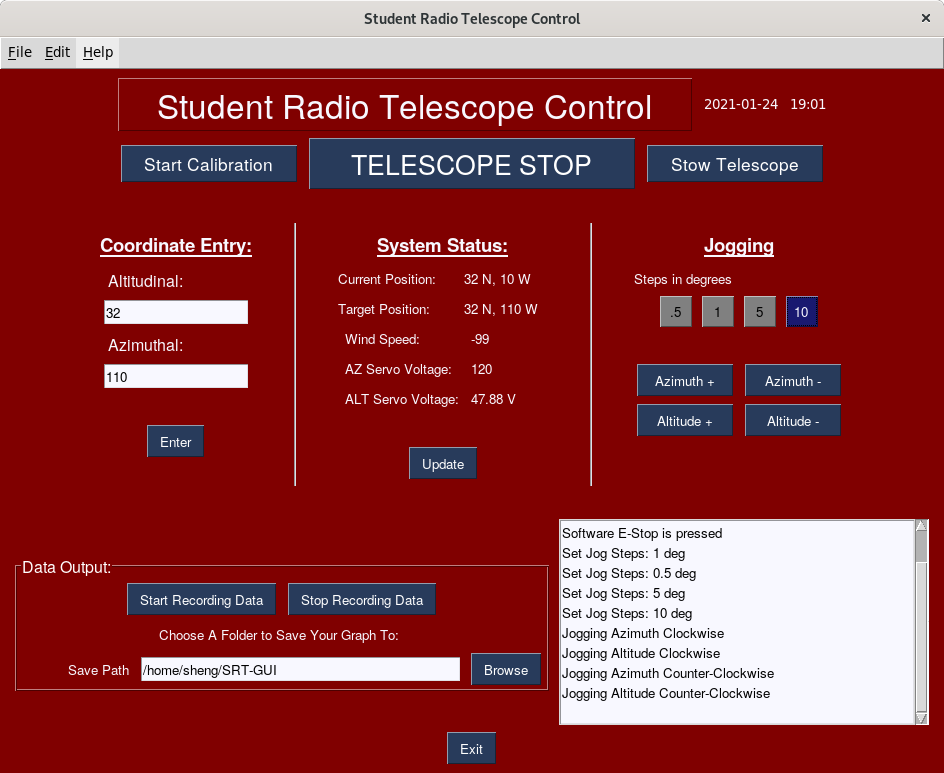 Student Radio Telescope Control
×
File Edit Help
Student Radio Telescope Control
2021-01-24 19:01
Start Calibration
TELESCOPE STOP
Stow Telescope
Coordinate Entry:
Altitudinal:
32
Azimuthal:
110
Enter
System Status:
Current Position: 32 N, 10 W
Target Position: 32 N, 110 W
Wind Speed: -99
AZ Servo Voltage: 120
ALT Servo Voltage: 47.88 V
Update
Jogging
Steps in degrees
.5 1 5 10
Azimuth + Azimuth -
Altitude + Altitude -
Data Output:
Start Recording Data Stop Recording Data
Choose A Folder to Save Your Graph To:
Save Path /home/sheng/SRT-GUI Browse
Software E-Stop is pressed
Set Jog Steps: 1 deg
Set Jog Steps: 0.5 deg
Set Jog Steps: 5 deg
Set Jog Steps: 10 deg
Jogging Azimuth Clockwise
Jogging Altitude Clockwise
Jogging Azimuth Counter-Clockwise
Jogging Altitude Counter-Clockwise
Exit